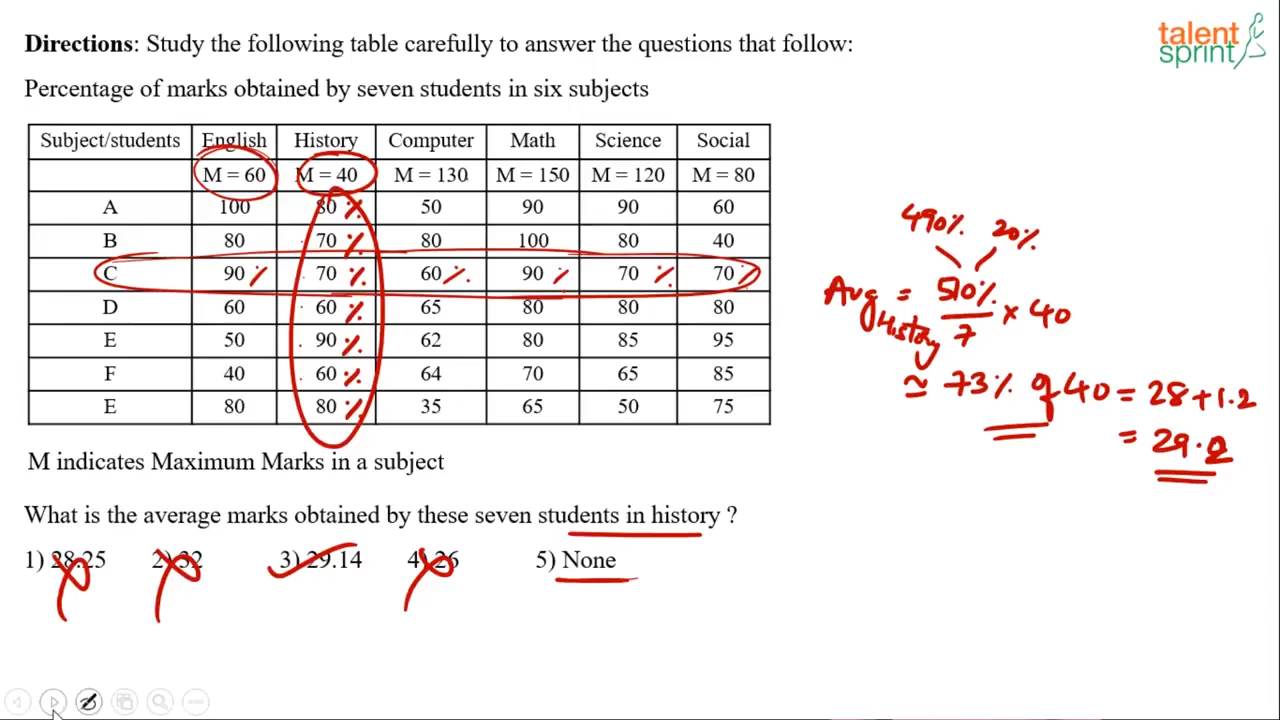 talent
sprint
Directions: Study the following table carefully to answer the questions that follow:
Percentage of marks obtained by seven students in six subjects
Subject/students English History Computer Math Science Social
M = 60 M = 40 M = 130 M = 150 M = 120 M = 80
A 100 80 % 50 90 90 60
B 80 70 % 80 100 80 40
C 90 % 70 % 60 % 90 % 70 % 70 %
D 60 60 % 65 80 80 80
E 50 90 % 62 80 85 95
F 40 60 % 64 70 65 85
E 80 80 % 35 65 50 75
490% 20%
Avg History = 510% / 7 × 40
≅ 73% of 40 = 28 + 1.2
= 29.2
M indicates Maximum Marks in a subject
What is the average marks obtained by these seven students in history ?
1) 28.25 2) 32 3) 29.14 4) 26 5) None